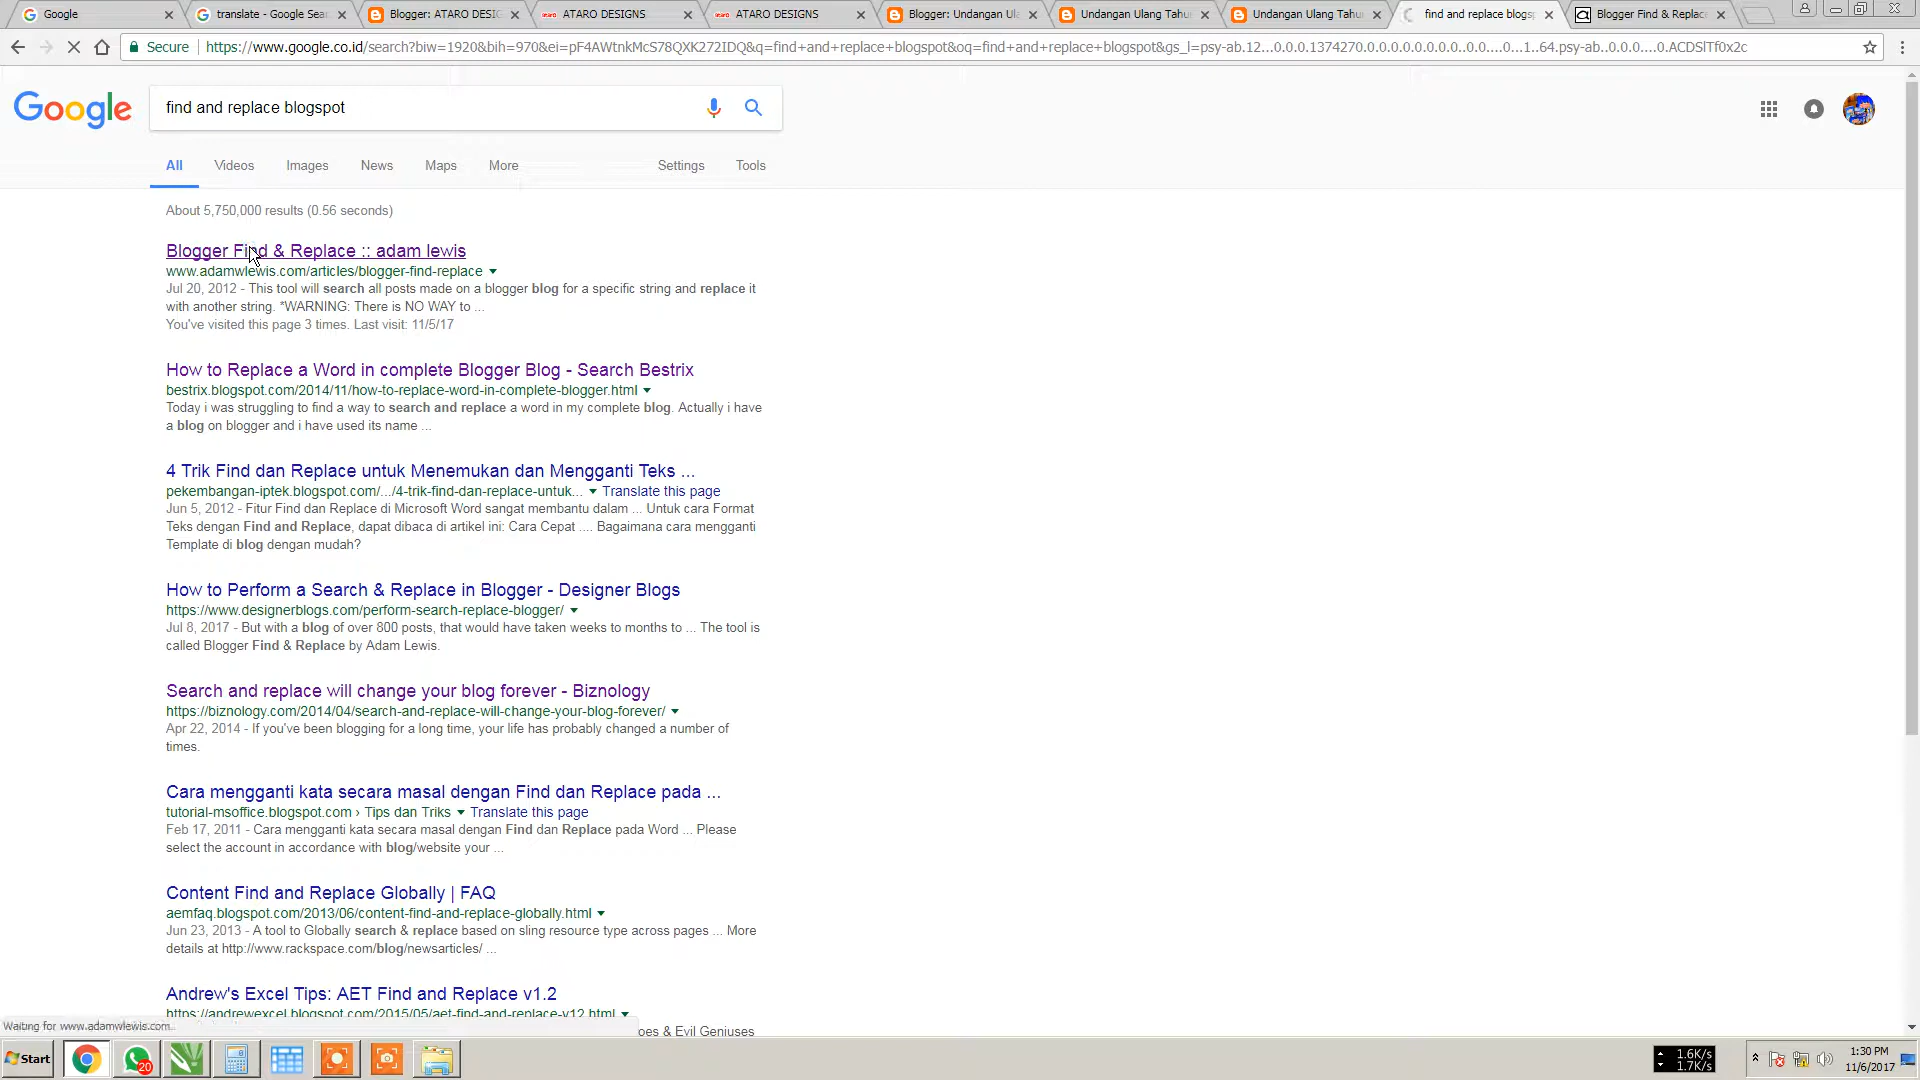 Google
translate - Google Sea
Blogger: ATARO DESIG
ATARO DESIGNS
ATARO DESIGNS
Blogger: Undangan Ul
Undangan Ulang Tahu
Undangan Ulang Tahu
find and replace blogsp
Blogger Find & Replac
Secure https://www.google.co.id/search?biw=1920&bih=970&ei=pF4AWtnkMcS78QXK272IDQ&q=find+and+replace+blogspot&oq=find+and+replace+blogspot&gs_l=psy-ab.12...0.0.0.1374270.0.0.0.0.0.0.0.0..0.0....0...1..64.psy-ab..0.0.0....0.ACDSlTf0x2c
Google find and replace blogspot
All Videos Images News Maps More Settings Tools
About 5,750,000 results (0.56 seconds)
Blogger Find & Replace :: adam lewis
www.adamwlewis.com/articles/blogger-find-replace
Jul 20, 2012 - This tool will search all posts made on a blogger blog for a specific string and replace it
with another string. *WARNING: There is NO WAY to ...
You've visited this page 3 times. Last visit: 11/5/17
How to Replace a Word in complete Blogger Blog - Search Bestrix
bestrix.blogspot.com/2014/11/how-to-replace-word-in-complete-blogger.html
Today i was struggling to find a way to search and replace a word in my complete blog. Actually i have
a blog on blogger and i have used its name ...
4 Trik Find dan Replace untuk Menemukan dan Mengganti Teks ...
pekembangan-iptek.blogspot.com/.../4-trik-find-dan-replace-untuk... Translate this page
Jun 5, 2012 - Fitur Find dan Replace di Microsoft Word sangat membantu dalam ... Untuk cara Format
Teks dengan Find and Replace, dapat dibaca di artikel ini: Cara Cepat .... Bagaimana cara mengganti
Template di blog dengan mudah?
How to Perform a Search & Replace in Blogger - Designer Blogs
https://www.designerblogs.com/perform-search-replace-blogger/
Jul 8, 2017 - But with a blog of over 800 posts, that would have taken weeks to months to ... The tool is
called Blogger Find & Replace by Adam Lewis.
Search and replace will change your blog forever - Biznology
https://biznology.com/2014/04/search-and-replace-will-change-your-blog-forever/
Apr 22, 2014 - If you've been blogging for a long time, your life has probably changed a number of
times.
Cara mengganti kata secara masal dengan Find dan Replace pada ...
tutorial-msoffice.blogspot.com › Tips dan Triks Translate this page
Feb 17, 2011 - Cara mengganti kata secara masal dengan Find dan Replace pada Word ... Please
select the account in accordance with blog/website your ...
Content Find and Replace Globally | FAQ
aemfaq.blogspot.com/2013/06/content-find-and-replace-globally.html
Jun 23, 2013 - A tool to Globally search & replace based on sling resource type across pages ... More
details at http://www.rackspace.com/blog/newsarticles/ ...
Andrew's Excel Tips: AET Find and Replace v1.2
https://andrewexcel.blogspot.com/2015/05/aet-find-and-replace-v12.html
Waiting for www.adamwlewis.com...
oes & Evil Geniuses
Start
20
1.6K/s
1.7K/s
1:30 PM
11/6/2017